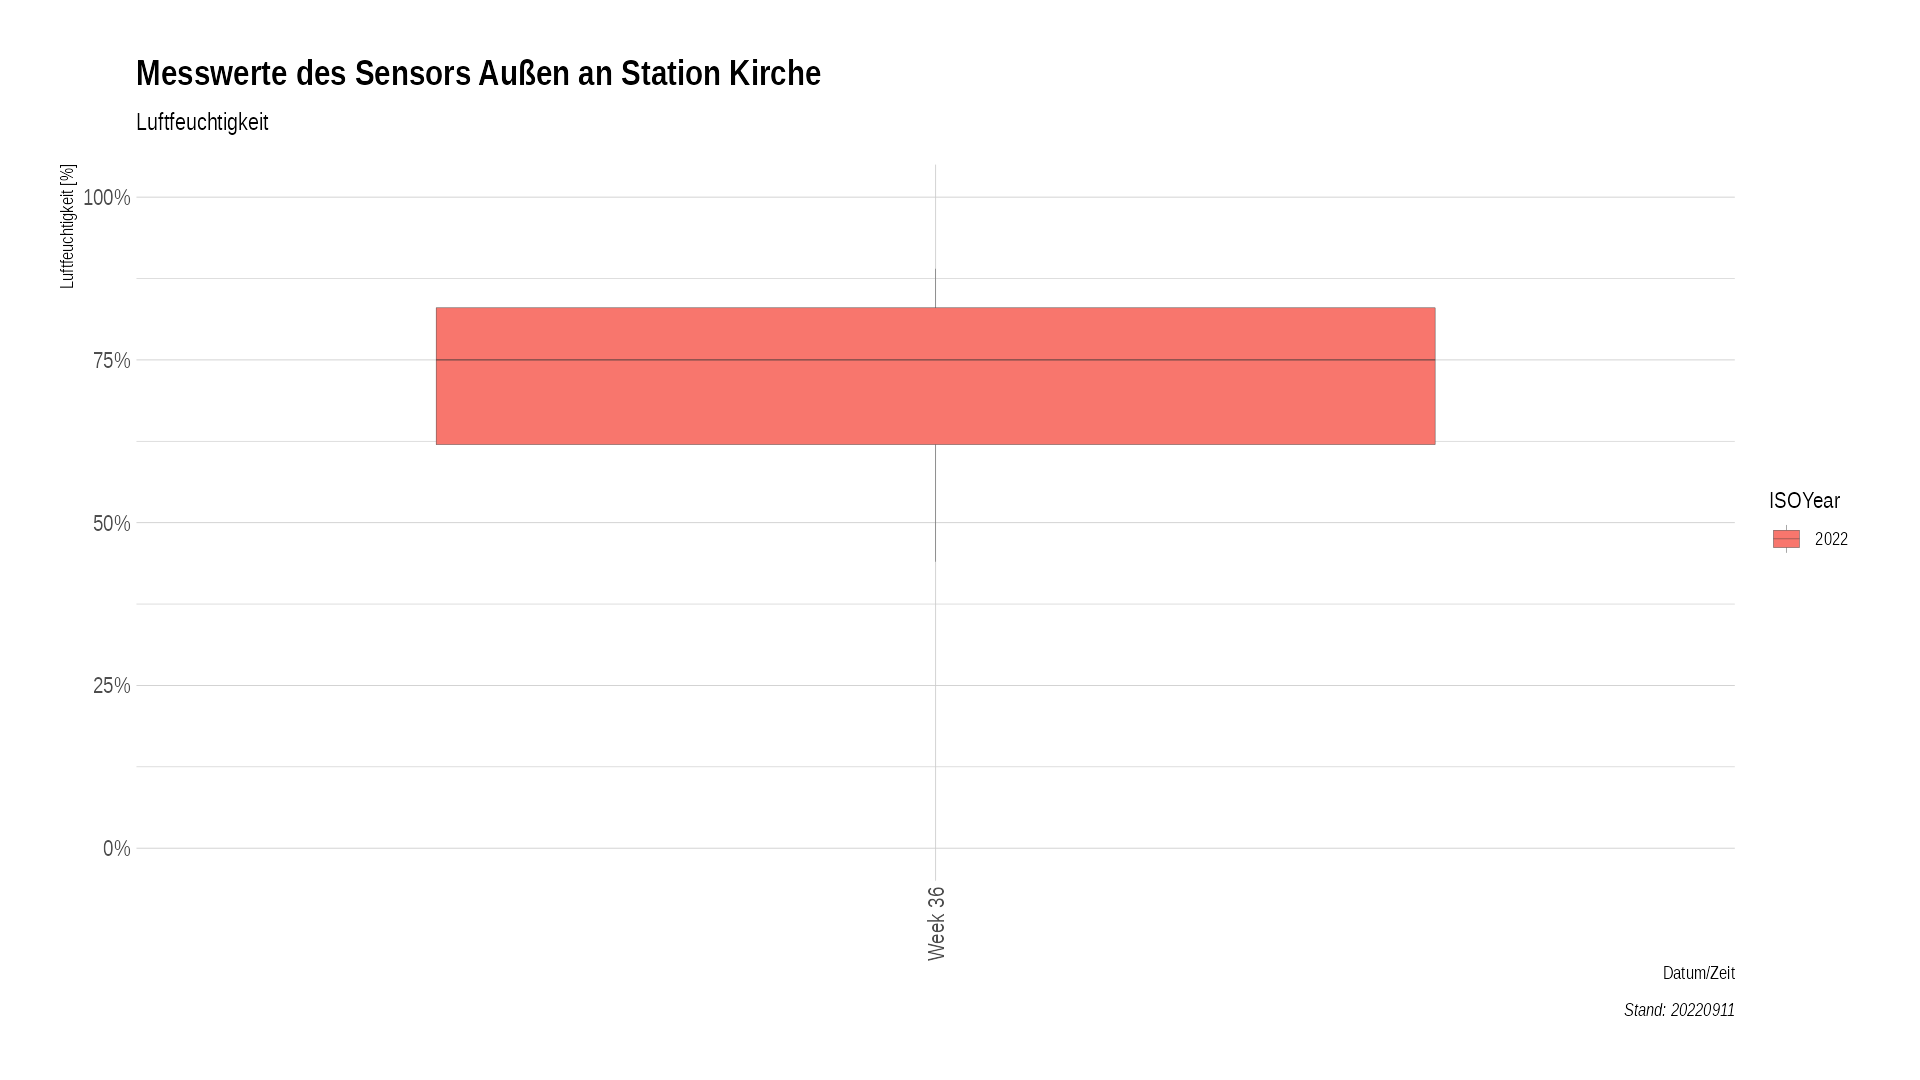 Messwerte des Sensors Außen an Station Kirche
Luftfeuchtigkeit
Luftfeuchtigkeit [%]
100%
75%
50%
25%
0%
Week 36
Datum/Zeit
ISOYear
2022
Stand: 20220911